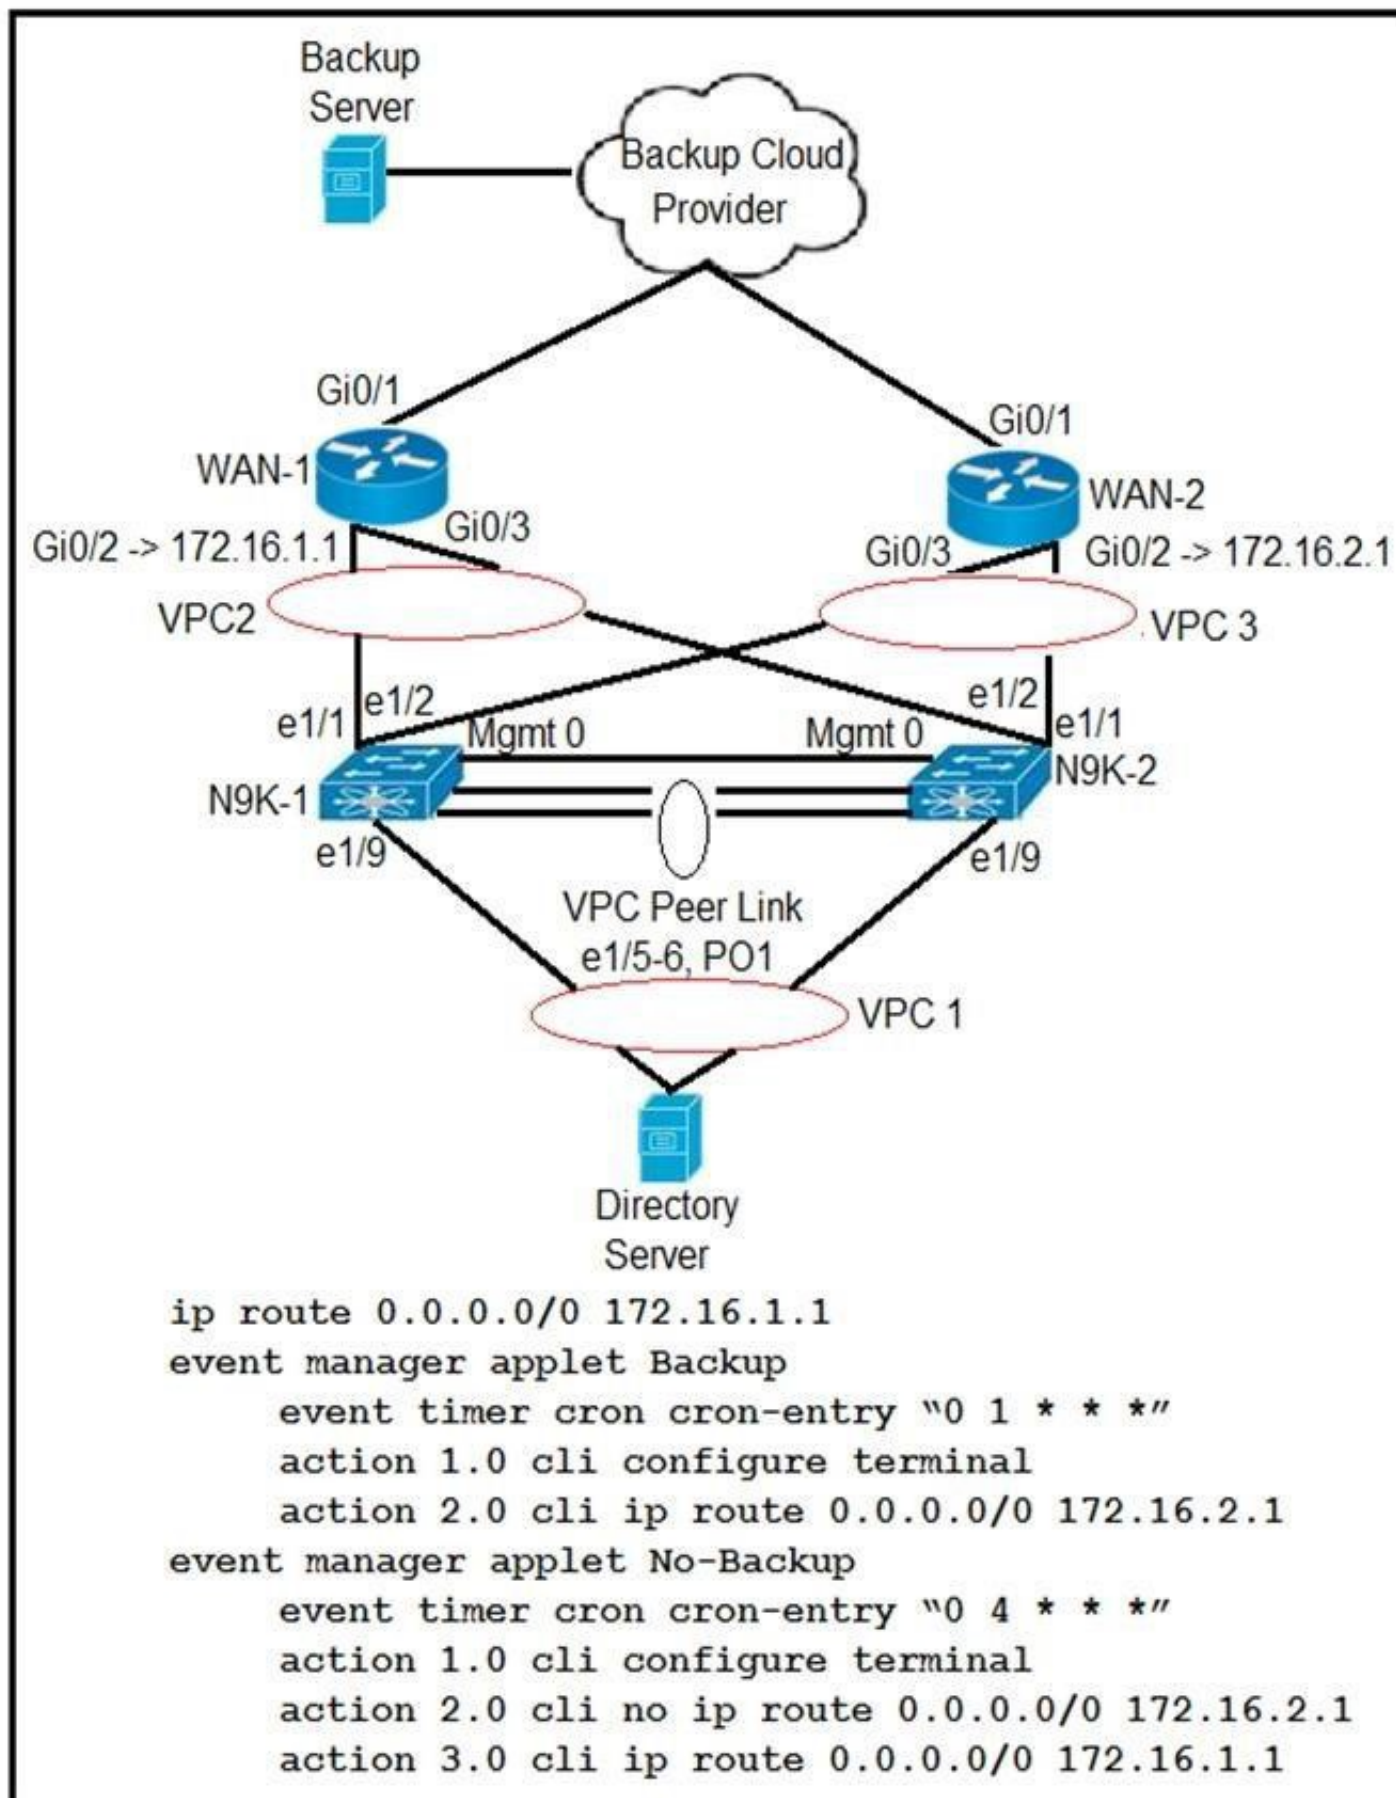 Backup
Server
Backup Cloud
Provider
Gi0/1
Gi0/1
WAN-1
WAN-2
Gi0/3
Gi0/2 -> 172.16.1.1
Gi0/3
Gi0/2 -> 172.16.2.1
VPC2
VPC 3
e1/1
e1/2
e1/2
e1/1
Mgmt 0
Mgmt 0
N9K-1
N9K-2
e1/9
e1/9
VPC Peer Link
e1/5-6, PO1
VPC 1
Directory
Server
ip route 0.0.0.0/0 172.16.1.1
event manager applet Backup
event timer cron cron-entry “0 1 * * *”
action 1.0 cli configure terminal
action 2.0 cli ip route 0.0.0.0/0 172.16.2.1
event manager applet No-Backup
event timer cron cron-entry “0 4 * * *”
action 1.0 cli configure terminal
action 2.0 cli no ip route 0.0.0.0/0 172.16.2.1
action 3.0 cli ip route 0.0.0.0/0 172.16.1.1